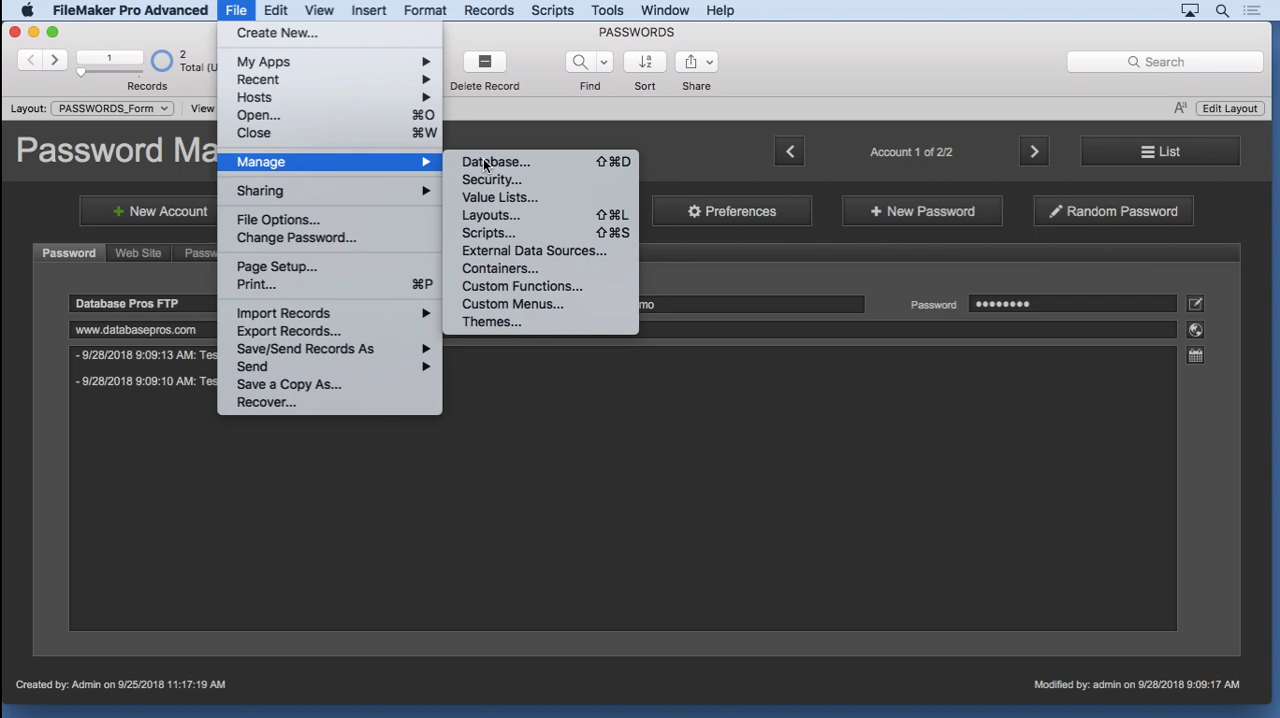 FileMaker Pro Advanced File Edit View Insert Format Records Scripts Tools Window Help
PASSWORDS
1
2
Total (U
Records
Delete Record
Find
Sort
Share
Search
Layout: PASSWORDS_Form View
Aª Edit Layout
Create New...
My Apps
Recent
Hosts
Open... ⌘O
Close ⌘W
Manage
Sharing
File Options...
Change Password...
Page Setup...
Print... ⌘P
Import Records
Export Records...
Save/Send Records As
Send
Save a Copy As...
Recover...
Database... ⇧⌘D
Security...
Value Lists...
Layouts... ⇧⌘L
Scripts... ⇧⌘S
External Data Sources...
Containers...
Custom Functions...
Custom Menus...
Themes...
Password Ma
Account 1 of 2/2
List
New Account
Preferences
New Password
Random Password
Password Web Site Passw
Database Pros FTP
mo
Password ••••••••
www.databasepros.com
- 9/28/2018 9:09:13 AM: Tes
- 9/28/2018 9:09:10 AM: Tes
Created by: Admin on 9/25/2018 11:17:19 AM
Modified by: admin on 9/28/2018 9:09:17 AM